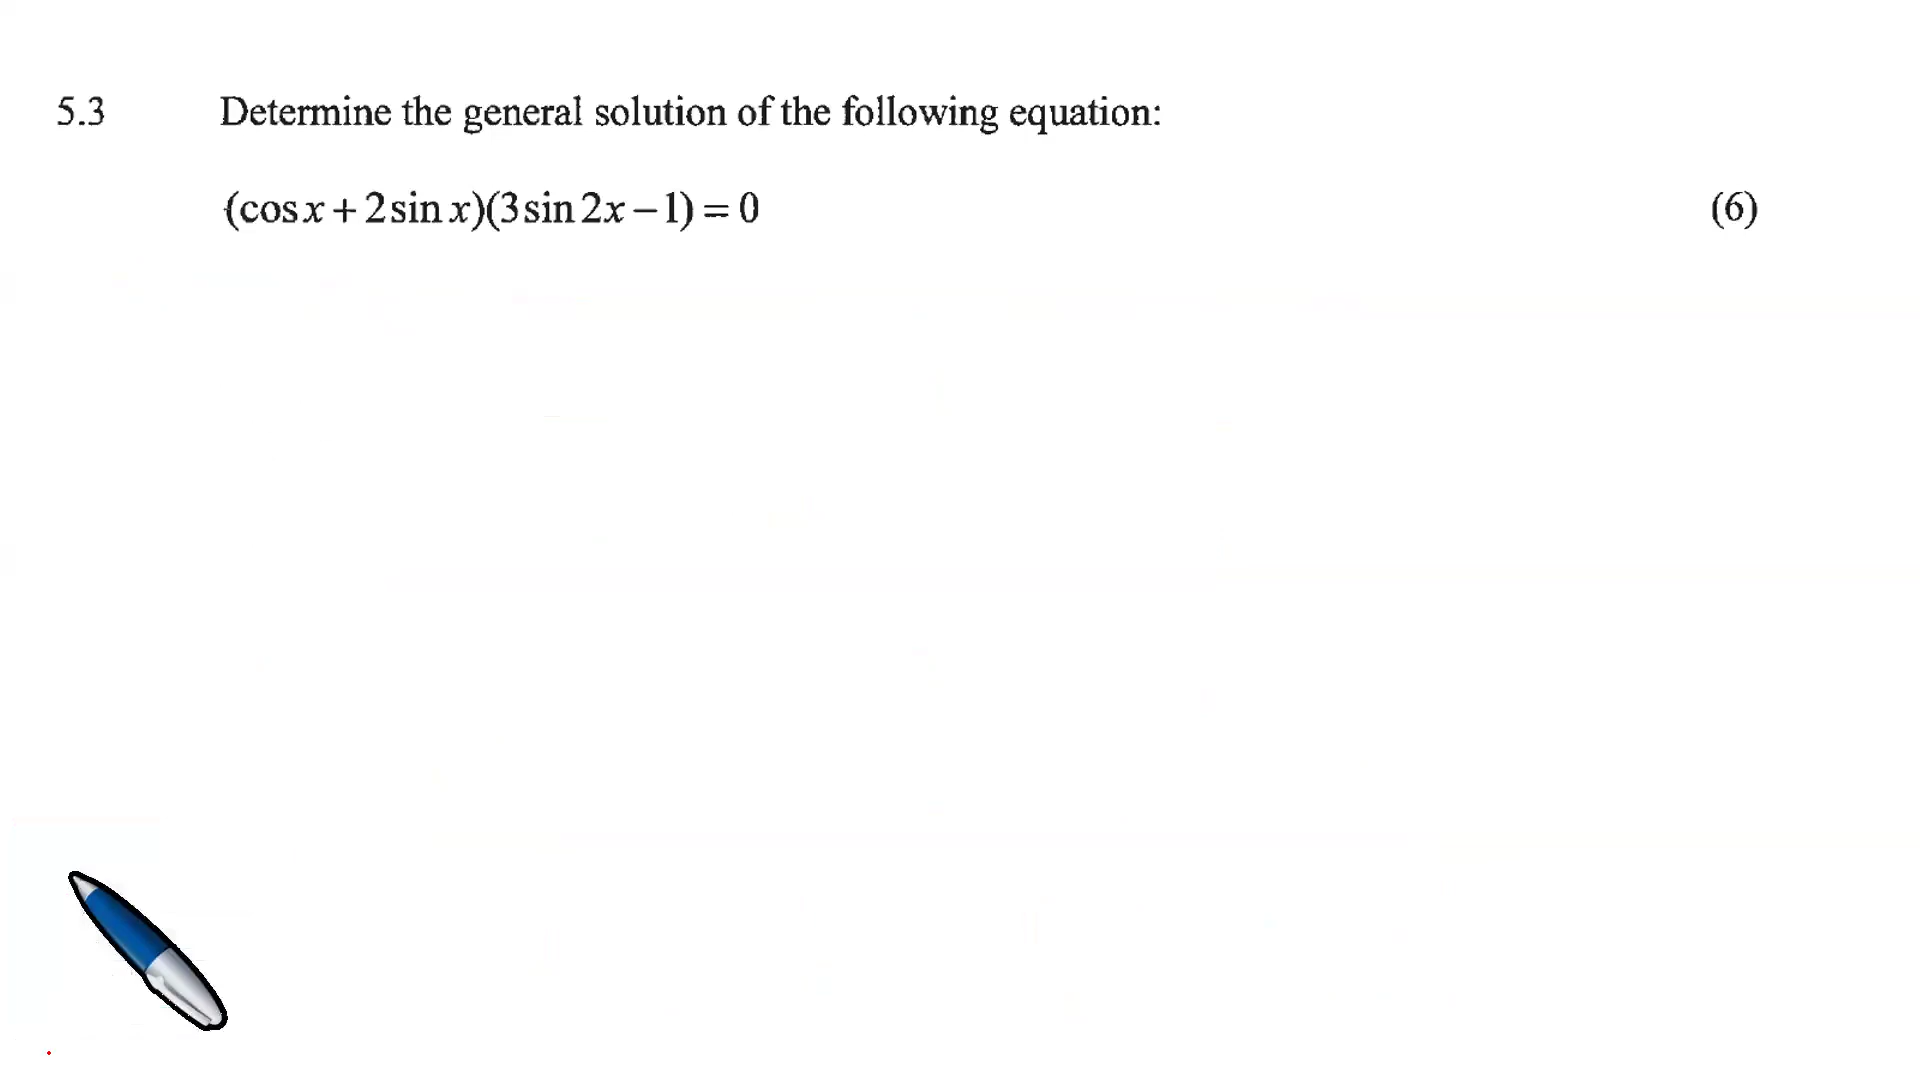 5.3 Determine the general solution of the following equation:
(cos x + 2 sin x)(3 sin 2x − 1) = 0 (6)